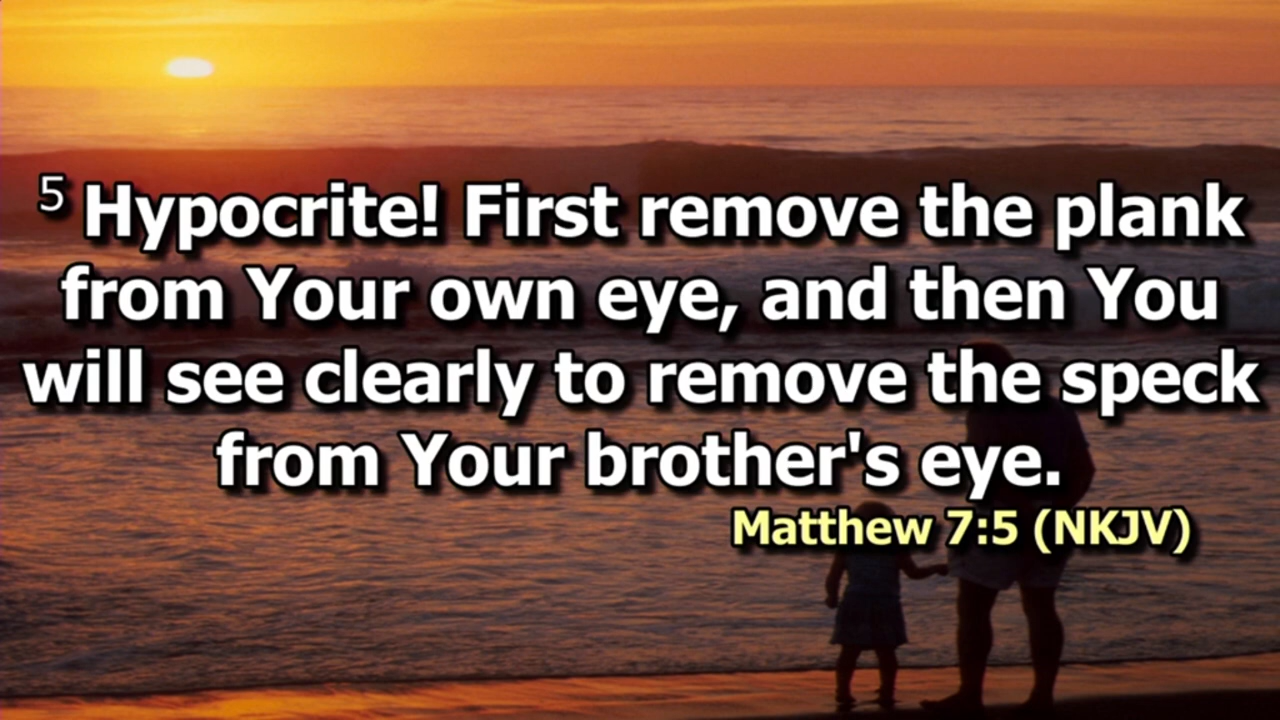 5 Hypocrite! First remove the plank
from Your own eye, and then You
will see clearly to remove the speck
from Your brother's eye.
Matthew 7:5 (NKJV)